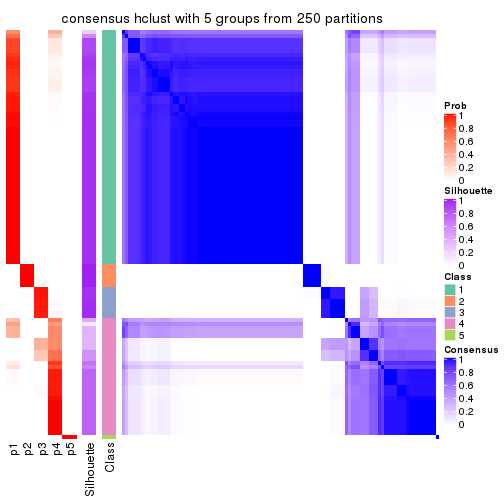 consensus hclust with 5 groups from 250 partitions
Prob
1
0.8
0.6
0.4
0.2
0
Silhouette
1
0.8
0.6
0.4
0.2
0
Class
1
2
3
4
5
Consensus
1
0.8
0.6
0.4
0.2
0
p1
p2
p3
p4
p5
Silhouette
Class